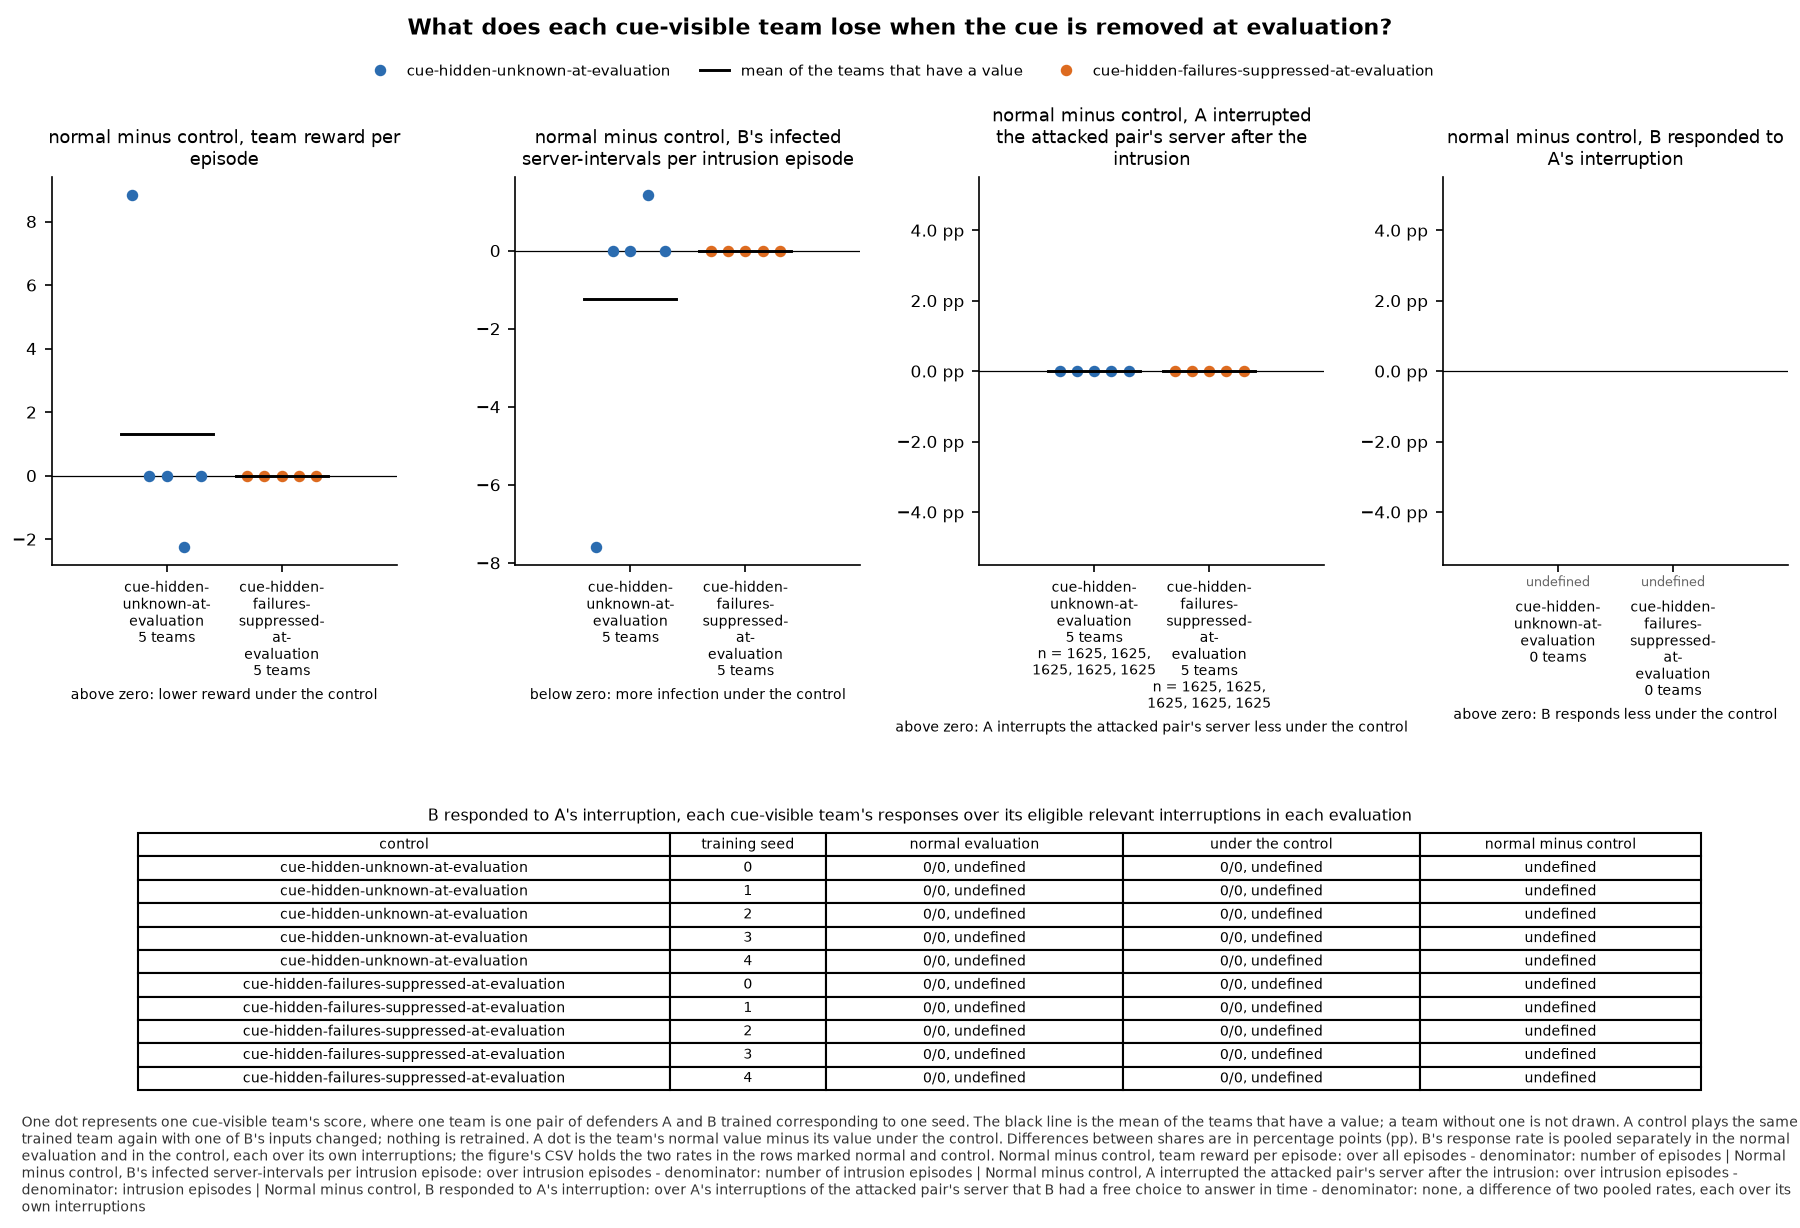 What does each cue-visible team lose when the cue is removed at evaluation?
cue-hidden-unknown-at-evaluation
mean of the teams that have a value
cue-hidden-failures-suppressed-at-evaluation
normal minus control, team reward per
episode
8
6
4
2
0
−2
cue-hidden-
unknown-at-
evaluation
5 teams
cue-hidden-
failures-
suppressed-
at-
evaluation
5 teams
above zero: lower reward under the control
normal minus control, B's infected
server-intervals per intrusion episode
0
−2
−4
−6
−8
cue-hidden-
unknown-at-
evaluation
5 teams
cue-hidden-
failures-
suppressed-
at-
evaluation
5 teams
below zero: more infection under the control
normal minus control, A interrupted
the attacked pair's server after the
intrusion
4.0 pp
2.0 pp
0.0 pp
−2.0 pp
−4.0 pp
cue-hidden-
unknown-at-
evaluation
5 teams
n = 1625, 1625,
1625, 1625, 1625
cue-hidden-
failures-
suppressed-
at-
evaluation
5 teams
n = 1625, 1625,
1625, 1625, 1625
above zero: A interrupts the attacked pair's server less under the control
normal minus control, B responded to
A's interruption
4.0 pp
2.0 pp
0.0 pp
−2.0 pp
−4.0 pp
undefined
cue-hidden-
unknown-at-
evaluation
0 teams
undefined
cue-hidden-
failures-
suppressed-
at-
evaluation
0 teams
above zero: B responds less under the control
B responded to A's interruption, each cue-visible team's responses over its eligible relevant interruptions in each evaluation
control training seed normal evaluation under the control normal minus control
cue-hidden-unknown-at-evaluation 0 0/0, undefined 0/0, undefined undefined
cue-hidden-unknown-at-evaluation 1 0/0, undefined 0/0, undefined undefined
cue-hidden-unknown-at-evaluation 2 0/0, undefined 0/0, undefined undefined
cue-hidden-unknown-at-evaluation 3 0/0, undefined 0/0, undefined undefined
cue-hidden-unknown-at-evaluation 4 0/0, undefined 0/0, undefined undefined
cue-hidden-failures-suppressed-at-evaluation 0 0/0, undefined 0/0, undefined undefined
cue-hidden-failures-suppressed-at-evaluation 1 0/0, undefined 0/0, undefined undefined
cue-hidden-failures-suppressed-at-evaluation 2 0/0, undefined 0/0, undefined undefined
cue-hidden-failures-suppressed-at-evaluation 3 0/0, undefined 0/0, undefined undefined
cue-hidden-failures-suppressed-at-evaluation 4 0/0, undefined 0/0, undefined undefined
One dot represents one cue-visible team's score, where one team is one pair of defenders A and B trained corresponding to one seed. The black line is the mean of the teams that have a value; a team without one is not drawn. A control plays the same
trained team again with one of B's inputs changed; nothing is retrained. A dot is the team's normal value minus its value under the control. Differences between shares are in percentage points (pp). B's response rate is pooled separately in the normal
evaluation and in the control, each over its own interruptions; the figure's CSV holds the two rates in the rows marked normal and control. Normal minus control, team reward per episode: over all episodes - denominator: number of episodes | Normal
minus control, B's infected server-intervals per intrusion episode: over intrusion episodes - denominator: number of intrusion episodes | Normal minus control, A interrupted the attacked pair's server after the intrusion: over intrusion episodes -
denominator: intrusion episodes | Normal minus control, B responded to A's interruption: over A's interruptions of the attacked pair's server that B had a free choice to answer in time - denominator: none, a difference of two pooled rates, each over its
own interruptions